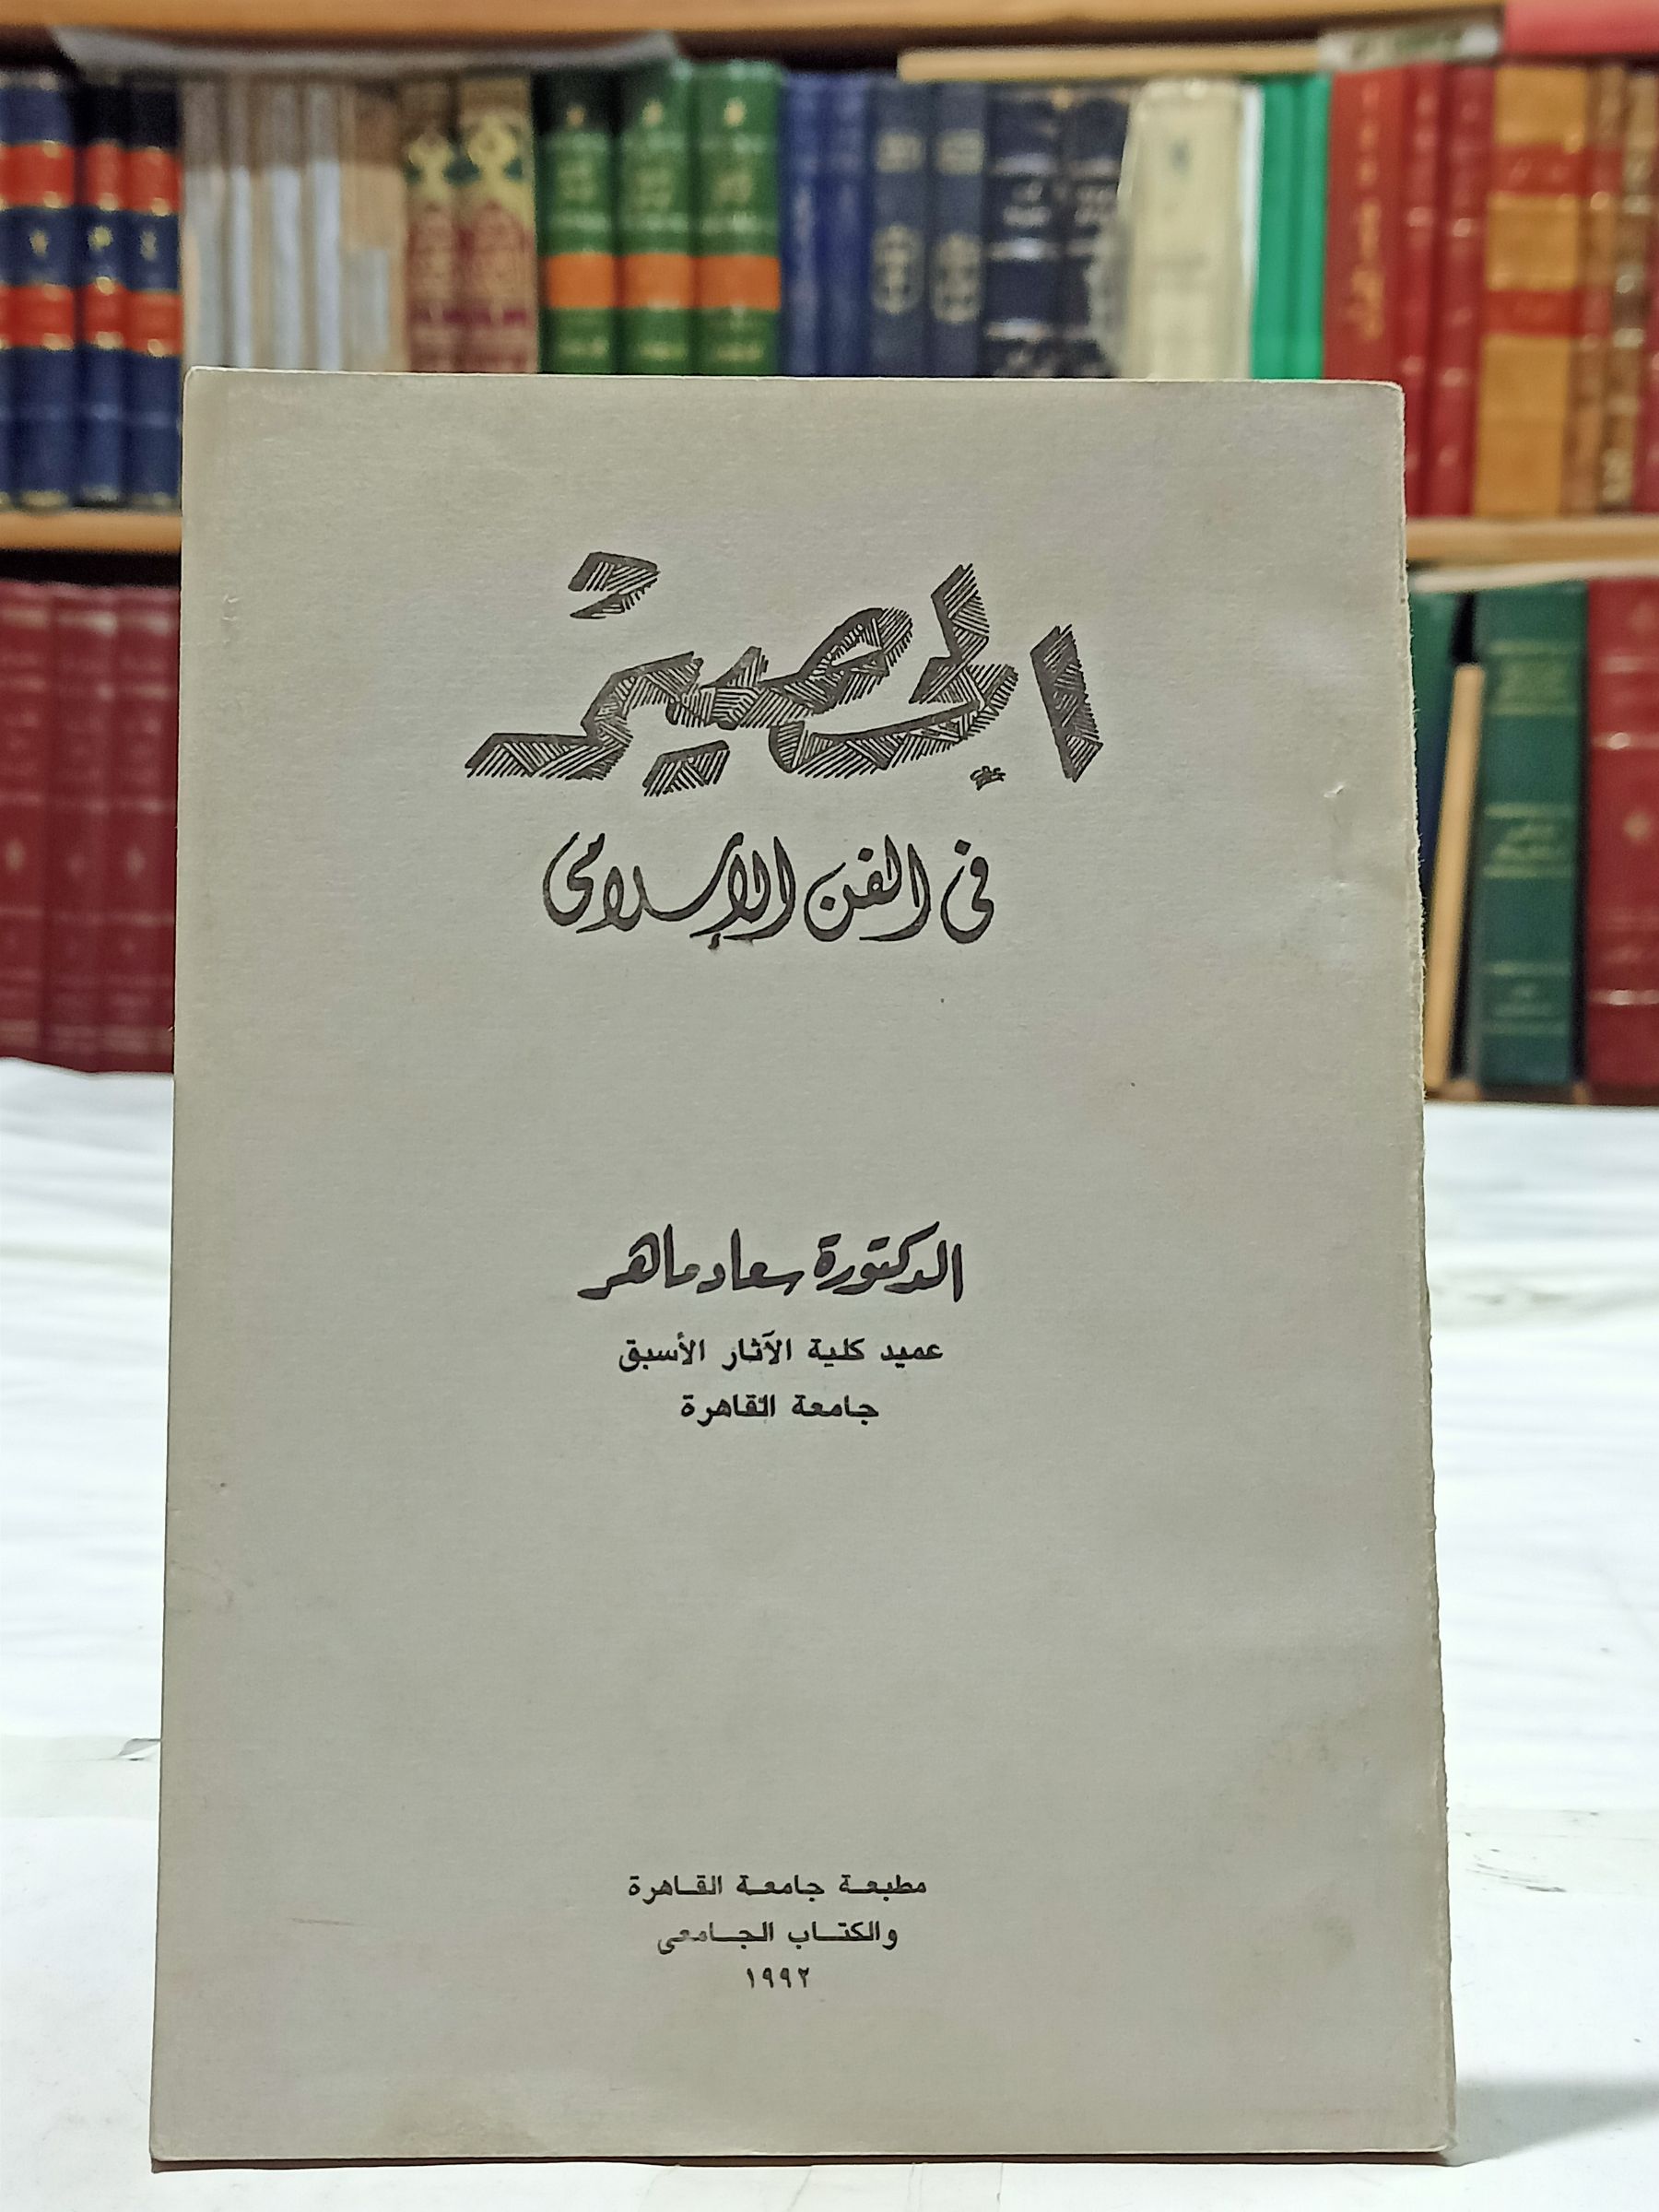 الحصير
فى الفن الإسلامى
الدكتورة سعاد ماهر
عميد كلية الآثار الأسبق
جامعة القاهرة
مطبعة جامعة القاهرة
والكتاب الجامعى
١٩٩٢